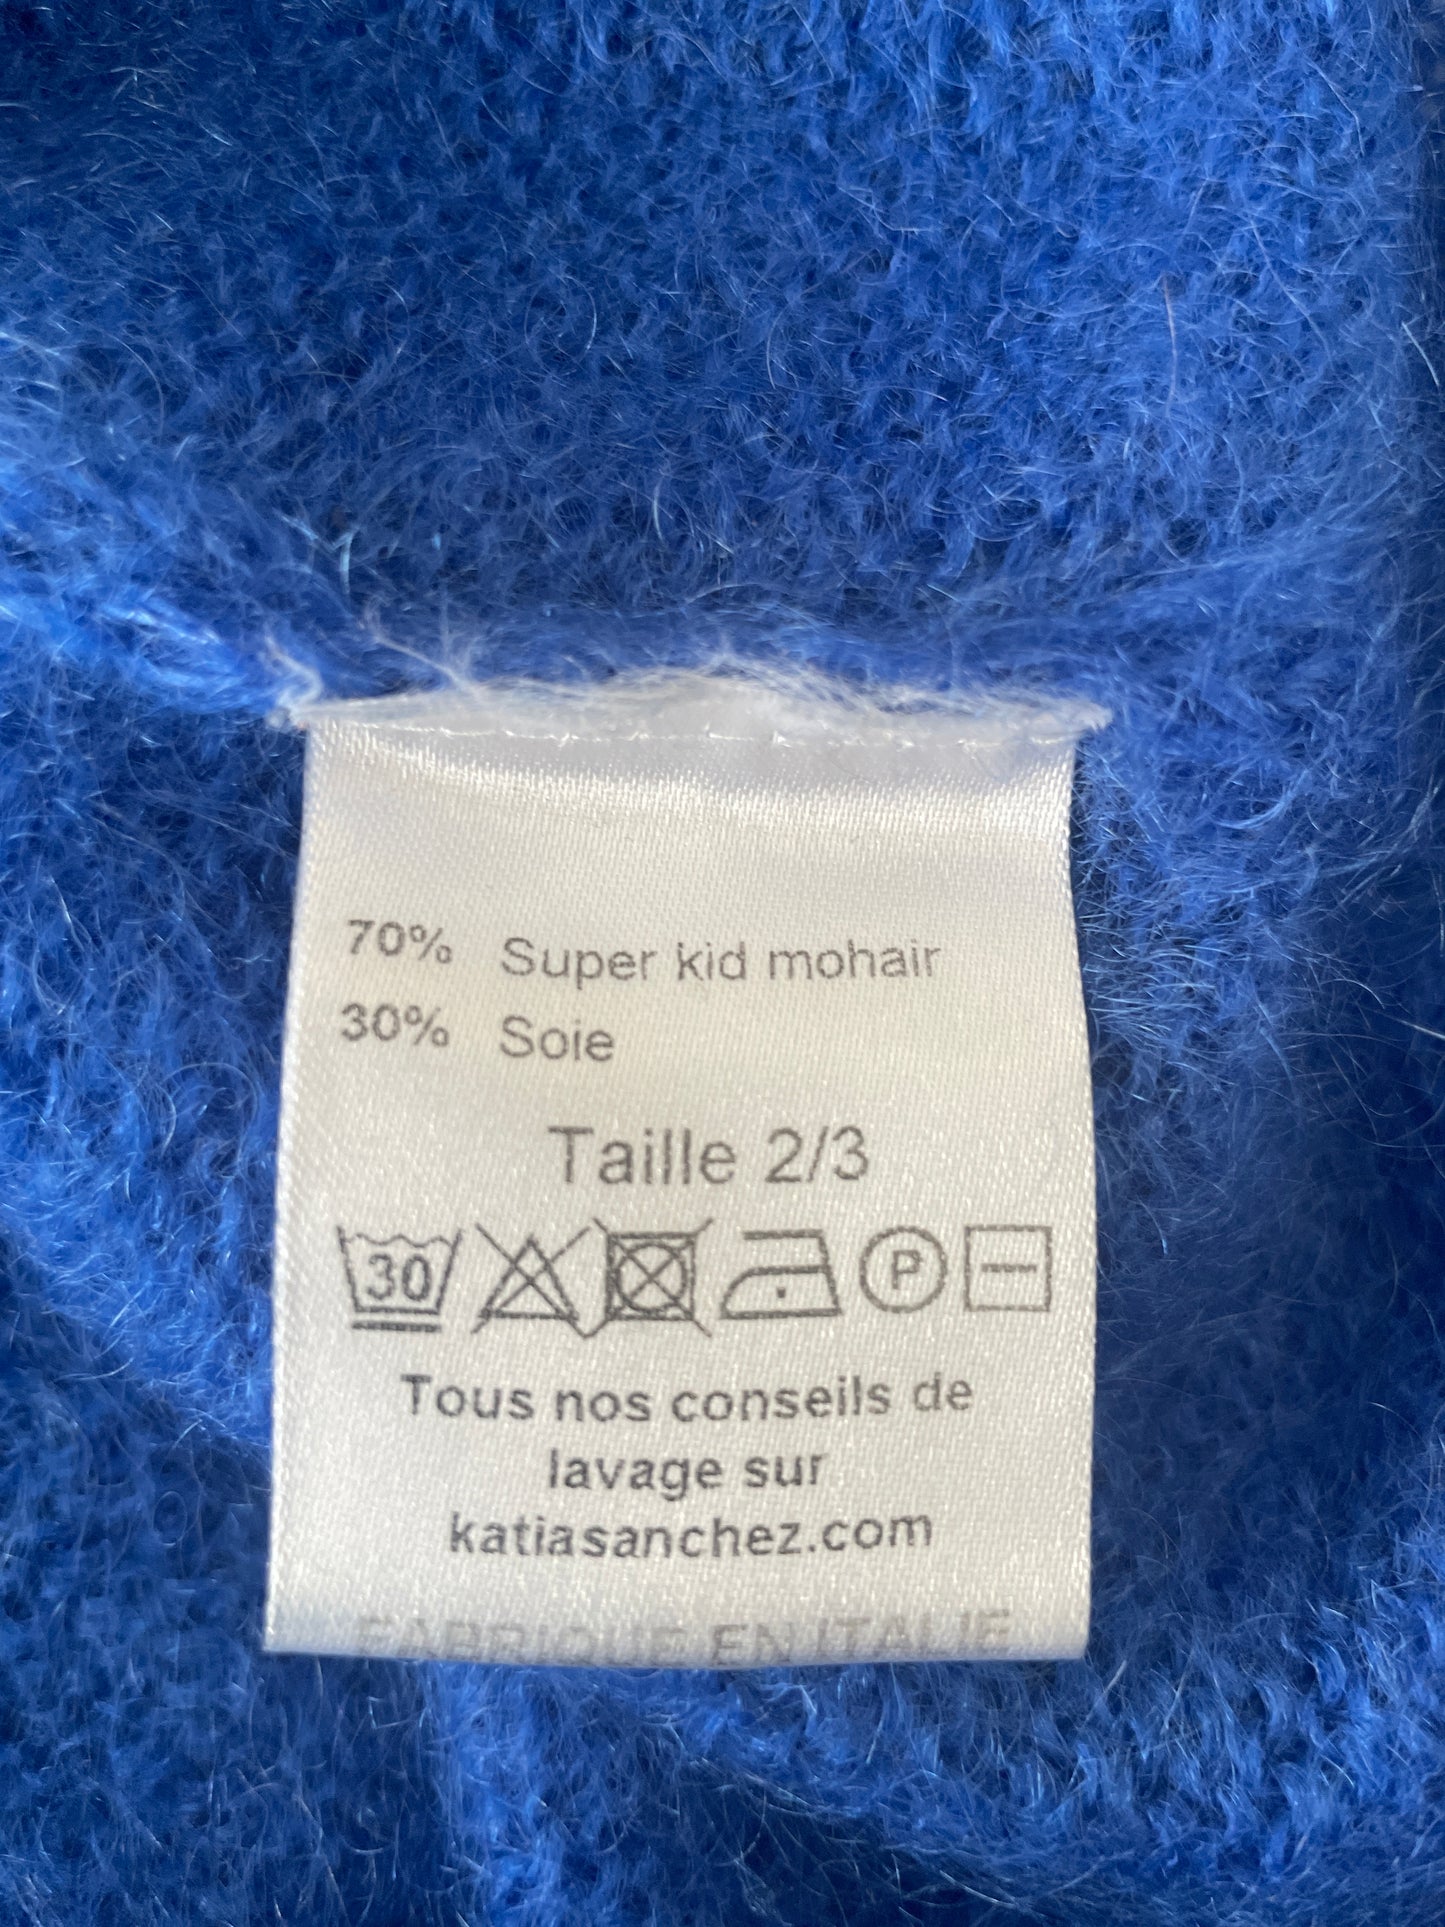 70% Super kid mohair
30% Soie
Taille 2/3
30 P
Tous nos conseils de
lavage sur
katiasanchez.com
FABRIQUE EN ITALIE